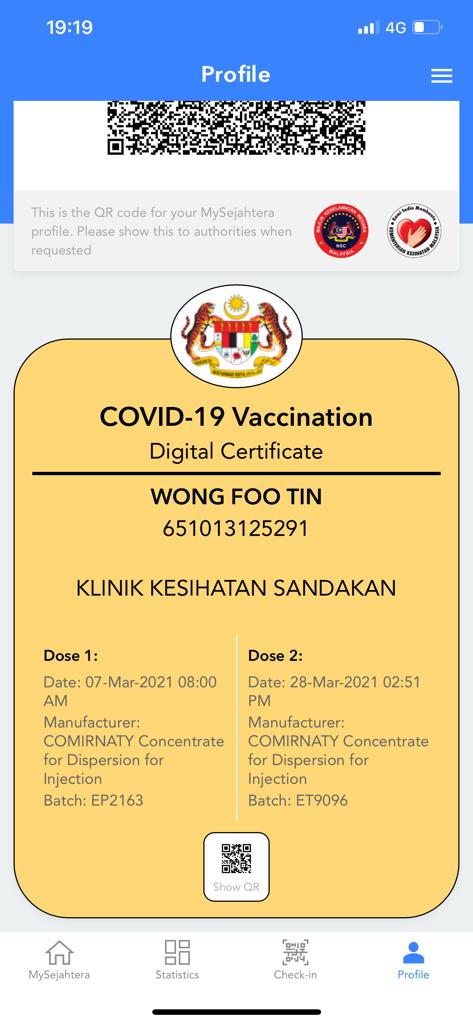 19:19
4G
Profile
This is the QR code for your MySejahtera
profile. Please show this to authorities when
requested
MAJLIS KESELAMATAN NEGARA
NSC
MALAYSIA
Kami Sedia Membantu
KEMENTERIAN KESIHATAN MALAYSIA
COVID-19 Vaccination
Digital Certificate
WONG FOO TIN
651013125291
KLINIK KESIHATAN SANDAKAN
Dose 1:
Date: 07-Mar-2021 08:00
AM
Manufacturer:
COMIRNATY Concentrate
for Dispersion for
Injection
Batch: EP2163
Dose 2:
Date: 28-Mar-2021 02:51
PM
Manufacturer:
COMIRNATY Concentrate
for Dispersion for
Injection
Batch: ET9096
Show QR
MySejahtera
Statistics
Check-in
Profile